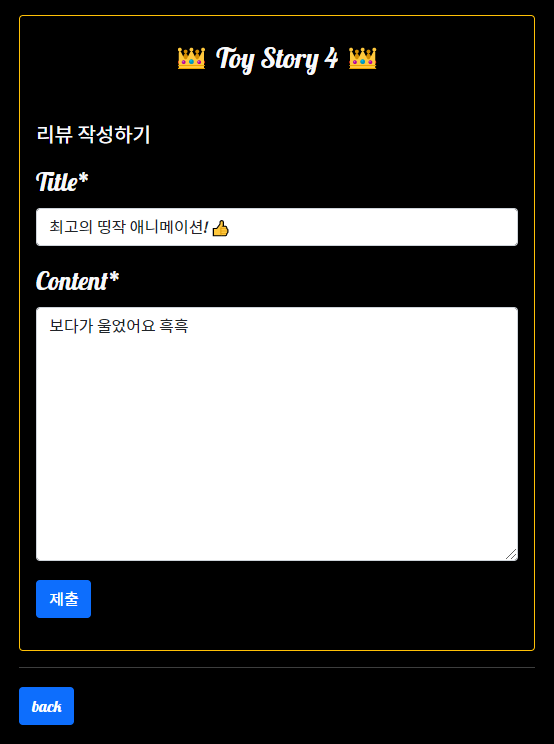 👑 Toy Story 4 👑
리뷰 작성하기
Title*
최고의 띵작 애니메이션! 👍
Content*
보다가 울었어요 흑흑
제출
back